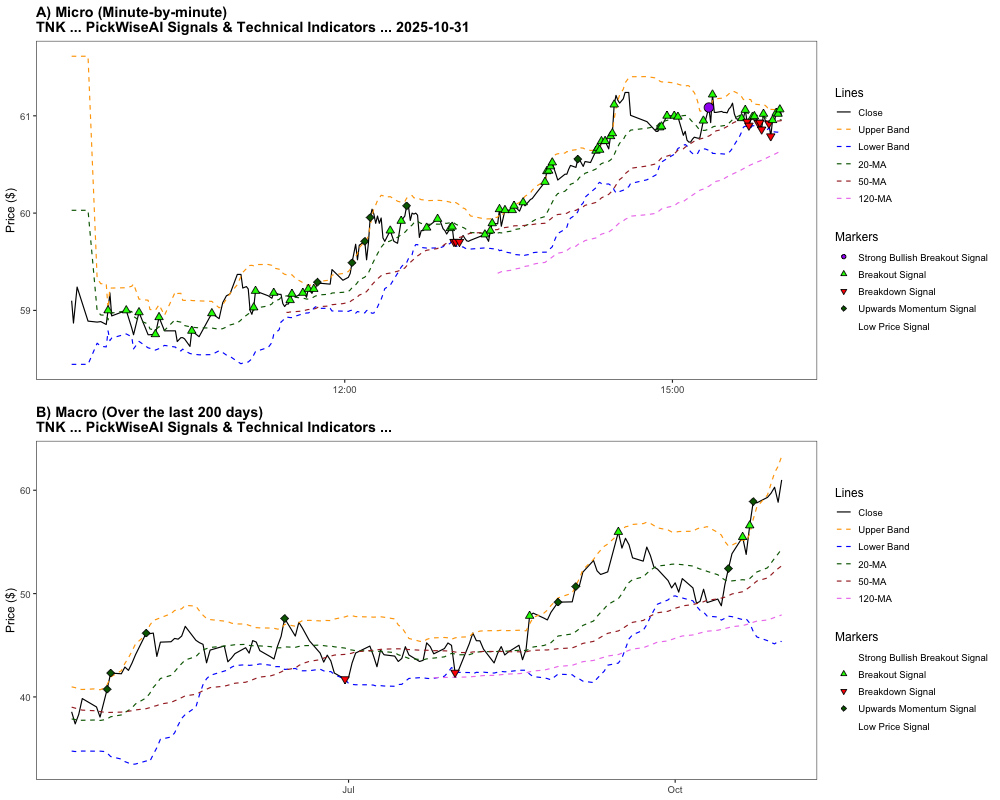 A) Micro (Minute-by-minute)
TNK ... PickWiseAI Signals & Technical Indicators ... 2025-10-31
Price ($)
61
60
59
12:00
15:00
Lines
Close
Upper Band
Lower Band
20-MA
50-MA
120-MA
Markers
Strong Bullish Breakout Signal
Breakout Signal
Breakdown Signal
Upwards Momentum Signal
Low Price Signal
B) Macro (Over the last 200 days)
TNK ... PickWiseAI Signals & Technical Indicators ...
Price ($)
60
50
40
Jul
Oct
Lines
Close
Upper Band
Lower Band
20-MA
50-MA
120-MA
Markers
Strong Bullish Breakout Signal
Breakout Signal
Breakdown Signal
Upwards Momentum Signal
Low Price Signal